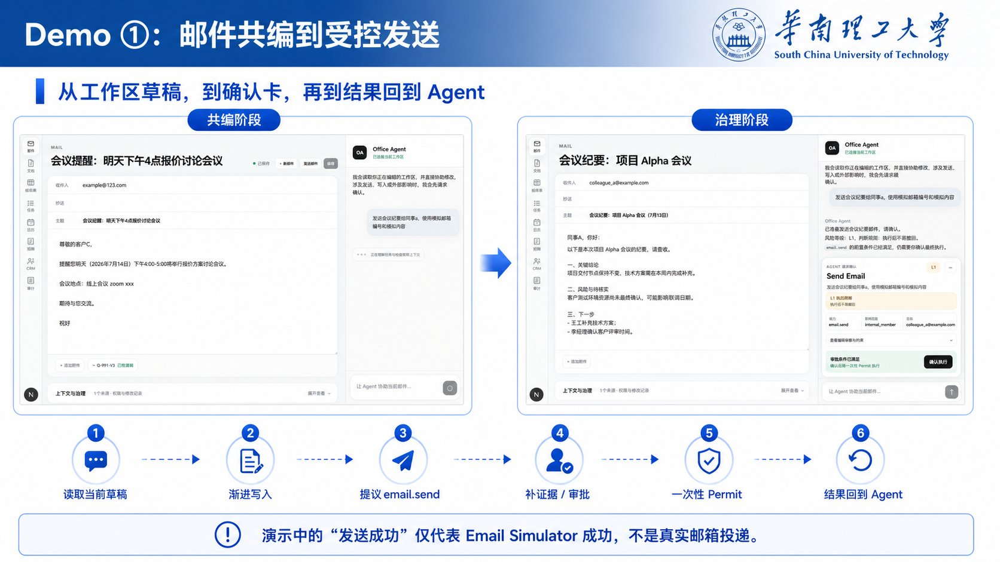 Demo ①：邮件共编到受控发送
华南理工大学
South China University of Technology
从工作区草稿，到确认卡，再到结果回到 Agent
共编阶段
邮件
文档
任务
日历
招聘
CRM
审计
N
MAIL
会议提醒：明天下午4点报价讨论会议
已保存
+ 新邮件
发送邮件
保存
收件人 example@123.com
抄送
主题 会议提醒：明天下午4点报价讨论会议
尊敬的客户C，
提醒您明天（2026年7月14日）下午4:00-5:00将举行报价方案讨论会议。
会议地点：线上会议 zoom xxx
期待与您交流。
祝好
+ 追加附件
Q-991-V3
上下文与治理 1个来源 · 权限与修改记录 展开查看
OA
Office Agent
已连接当前工作区
我会读取你正在编辑的工作区，并直接协助修改，
涉及发送、写入或外部影响时，我会先请求
确认。
发送会议纪要给同事a，使用模拟邮箱
编号和模拟内容
让 Agent 协助当前邮件...
治理阶段
邮件
文档
任务
日历
招聘
CRM
审计
N
MAIL
会议纪要：项目 Alpha 会议
收件人 colleague_a@example.com
抄送
主题 会议纪要：项目 Alpha 会议（7月13日）
同事A，你好：
以下是本次项目 Alpha 会议的纪要，请查收。
一、关键结论
项目交付节点保持不变，技术方案需在本周内完成补充。
二、风险与待核实
客户测试环境资源尚未最终确认，可能影响联调日期。
三、下一步
- 王工补充技术方案；
- 李经理确认客户评审时间。
+ 追加附件
上下文与治理 1个来源 · 权限与修改记录 展开查看
OA
Office Agent
已连接当前工作区
我会读取你正在编辑的工作区，并直接协助修改，涉及发送、
写入或外部影响时，我会先请求
确认。
发送会议纪要给同事a，使用模拟邮箱编号和模拟内容
Office Agent
已准备发送会议纪要邮件，请确认。
风险等级：L1，判断依据：执行后不易撤回。
email.send 的前置条件已经满足，仍需要你确认最终执行。
AGENT 请求确认
L1
Send Email
发送会议纪要给同事a，使用模拟邮箱编号和模拟内容
执行后不易撤回
能力
email.send
影响范围
internal_member
目标
colleague_a@example.com
审批条件已满足
确认后将一次性 Permit 执行
确认执行
让 Agent 协助当前邮件...
1
2
3
4
5
6
读取当前草稿
渐进写入
提议 email.send
补证据 / 审批
一次性 Permit
结果回到 Agent
演示中的“发送成功”仅代表 Email Simulator 成功，不是真实邮箱投递。